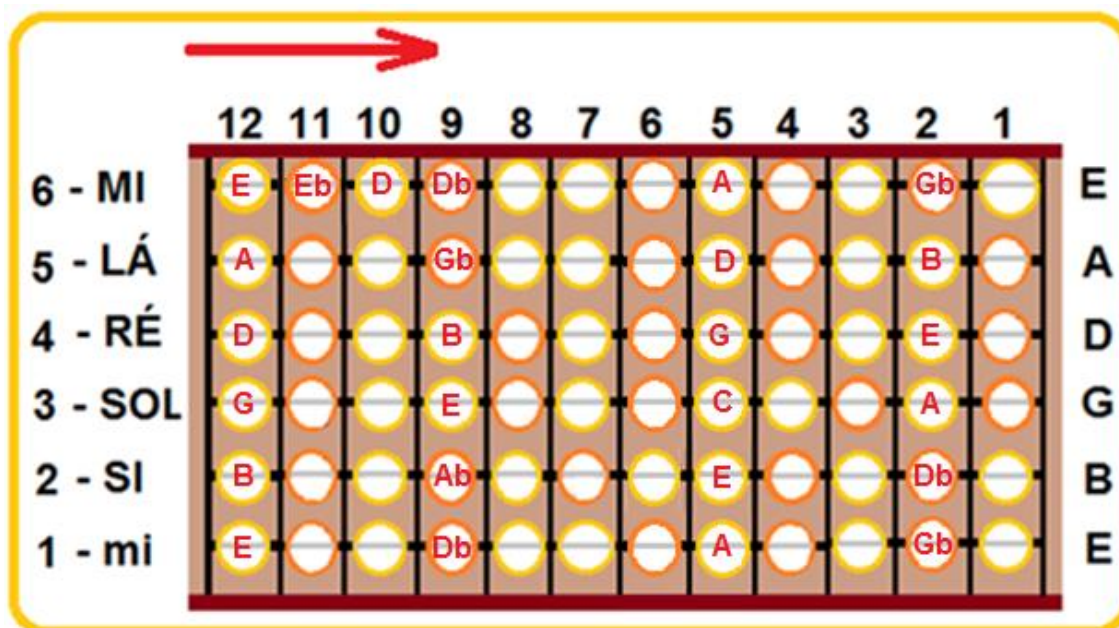 12 11 10 9 8 7 6 5 4 3 2 1
6 - MI E Eb D Db A Gb E
5 - LÁ A Gb D B A
4 - RÉ D B G E D
3 - SOL G E C A G
2 - SI B Ab E Db B
1 - mi E Db A Gb E